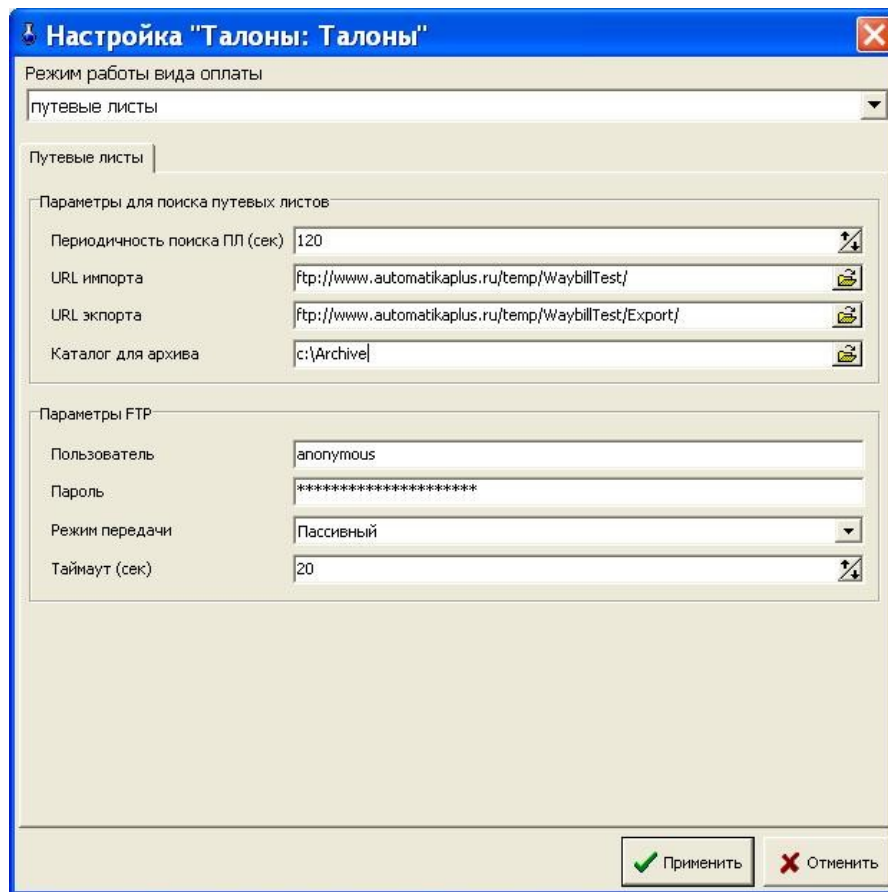 Настройка "Талоны: Талоны"
Режим работы вида оплаты
путевые листы
Путевые листы
Параметры для поиска путевых листов
Периодичность поиска ПЛ (сек) 120
URL импорта ftp://www.automatikaplus.ru/temp/WaybillTest/
URL экпорта ftp://www.automatikaplus.ru/temp/WaybillTest/Export/
Каталог для архива c:\Archive
Параметры FTP
Пользователь anonymous
Пароль *********************
Режим передачи Пассивный
Таймаут (сек) 20
Применить Отменить